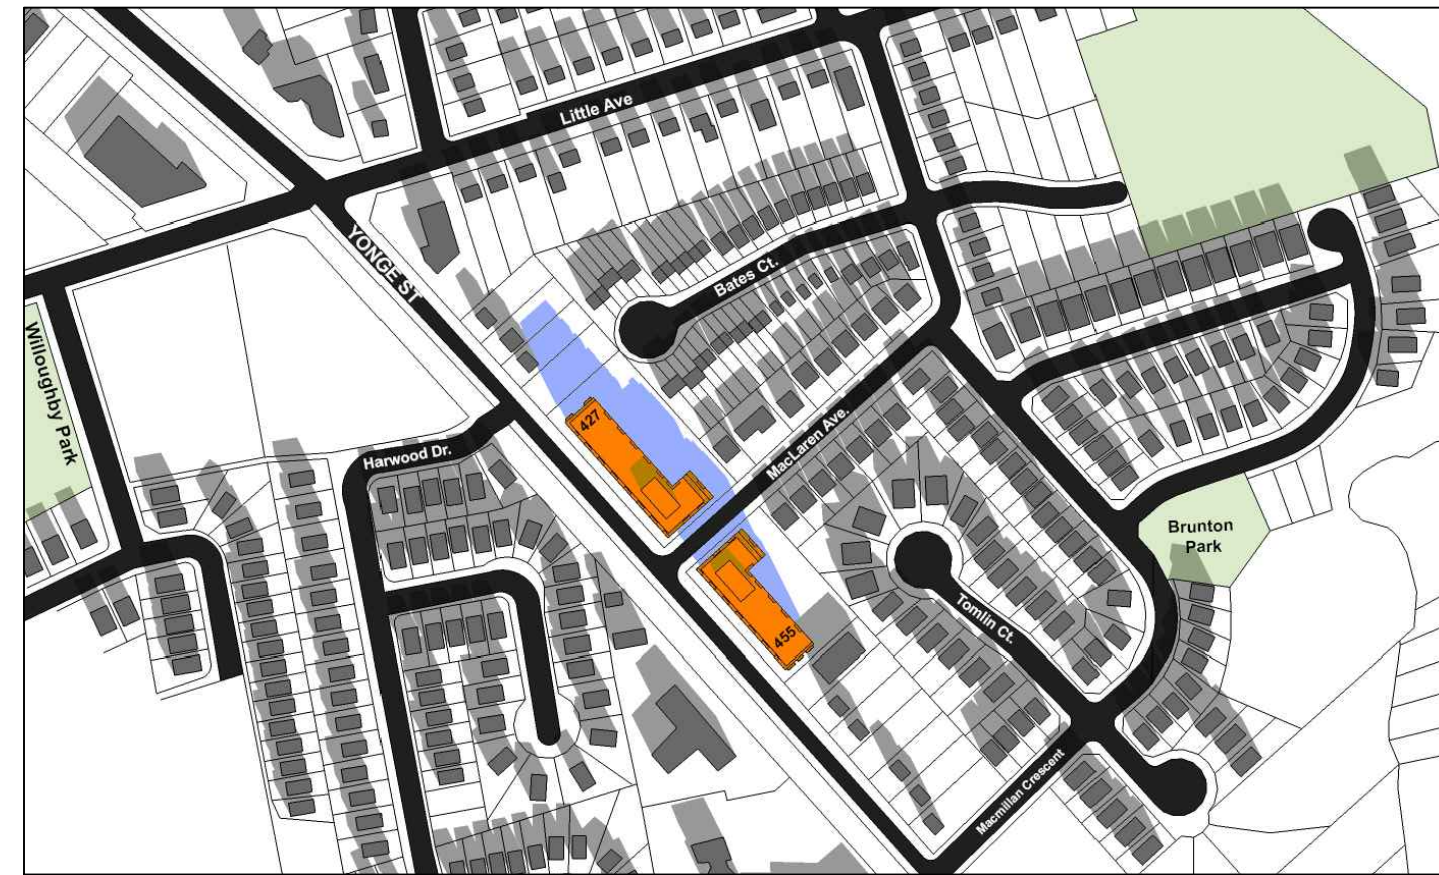 Little Ave
YONGE ST
Bates Ct.
Willoughby Park
427
MacLaren Ave.
Harwood Dr.
Brunton
Park
455
Tomlin Ct.
Macmillan Crescent